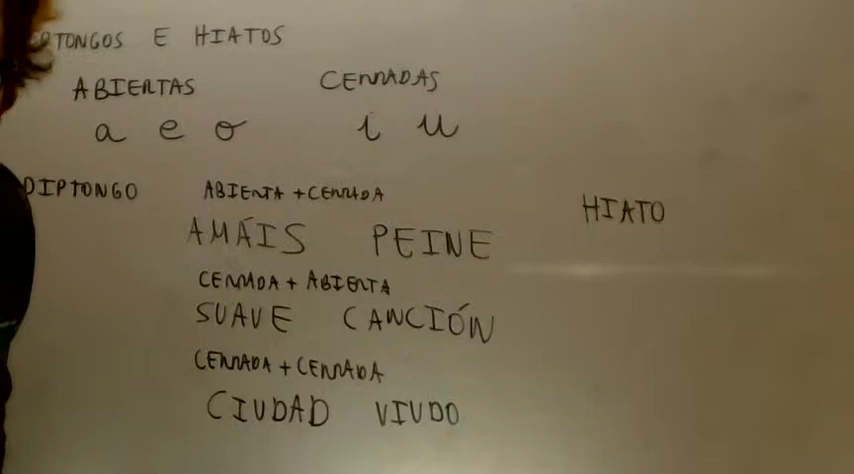 PTONGOS E HIATOS
ABIERTAS CERRADAS
a e o i u
DIPTONGO ABIERTA + CERRADA
HIATO
AMÁIS PEINE
CERRADA + ABIERTA
SUAVE CANCIÓN
CERRADA + CERRADA
CIUDAD VIUDO